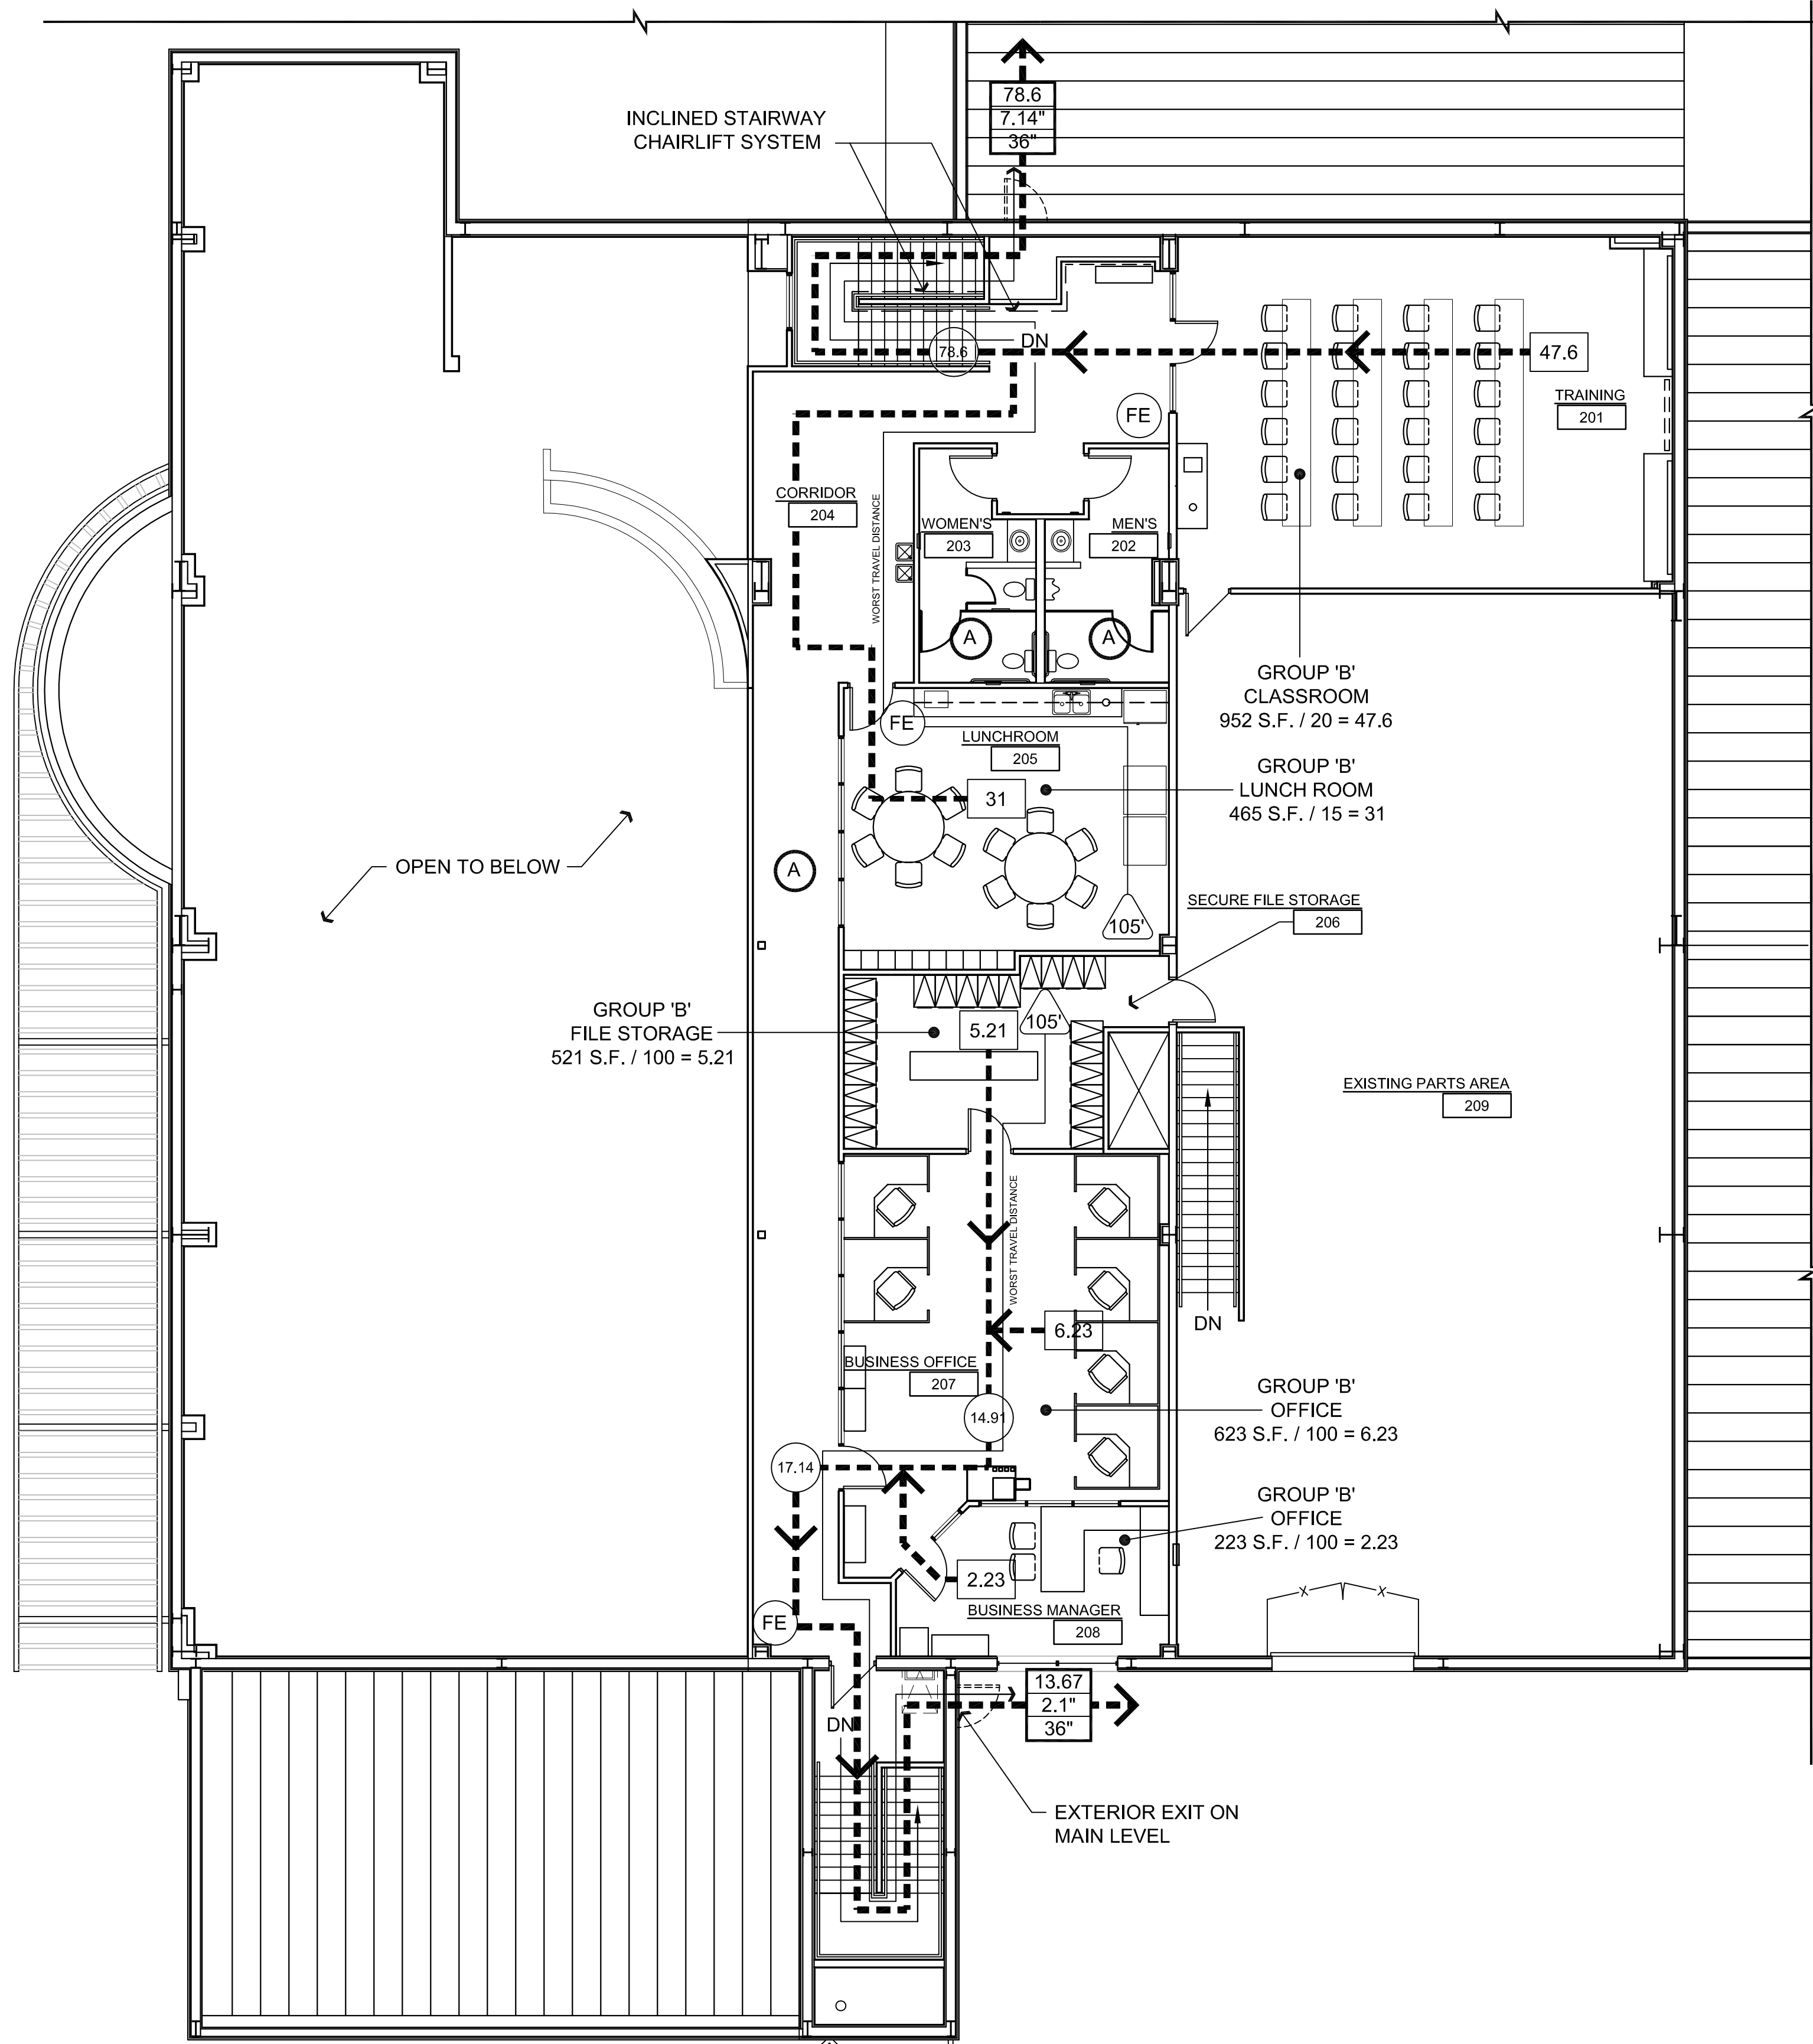 78.6
7.14"
36"
INCLINED STAIRWAY
CHAIRLIFT SYSTEM
DN
78.6
47.6
TRAINING
201
FE
CORRIDOR
204
WORST TRAVEL DISTANCE
WOMEN'S
203
MEN'S
202
A
A
GROUP 'B'
CLASSROOM
952 S.F. / 20 = 47.6
FE
LUNCHROOM
205
31
GROUP 'B'
LUNCH ROOM
465 S.F. / 15 = 31
OPEN TO BELOW
A
105'
SECURE FILE STORAGE
206
GROUP 'B'
FILE STORAGE
521 S.F. / 100 = 5.21
5.21
105'
EXISTING PARTS AREA
209
WORST TRAVEL DISTANCE
DN
6.23
BUSINESS OFFICE
207
14.91
GROUP 'B'
OFFICE
623 S.F. / 100 = 6.23
17.14
GROUP 'B'
OFFICE
223 S.F. / 100 = 2.23
2.23
BUSINESS MANAGER
208
X
X
FE
13.67
2.1"
36"
DN
EXTERIOR EXIT ON
MAIN LEVEL